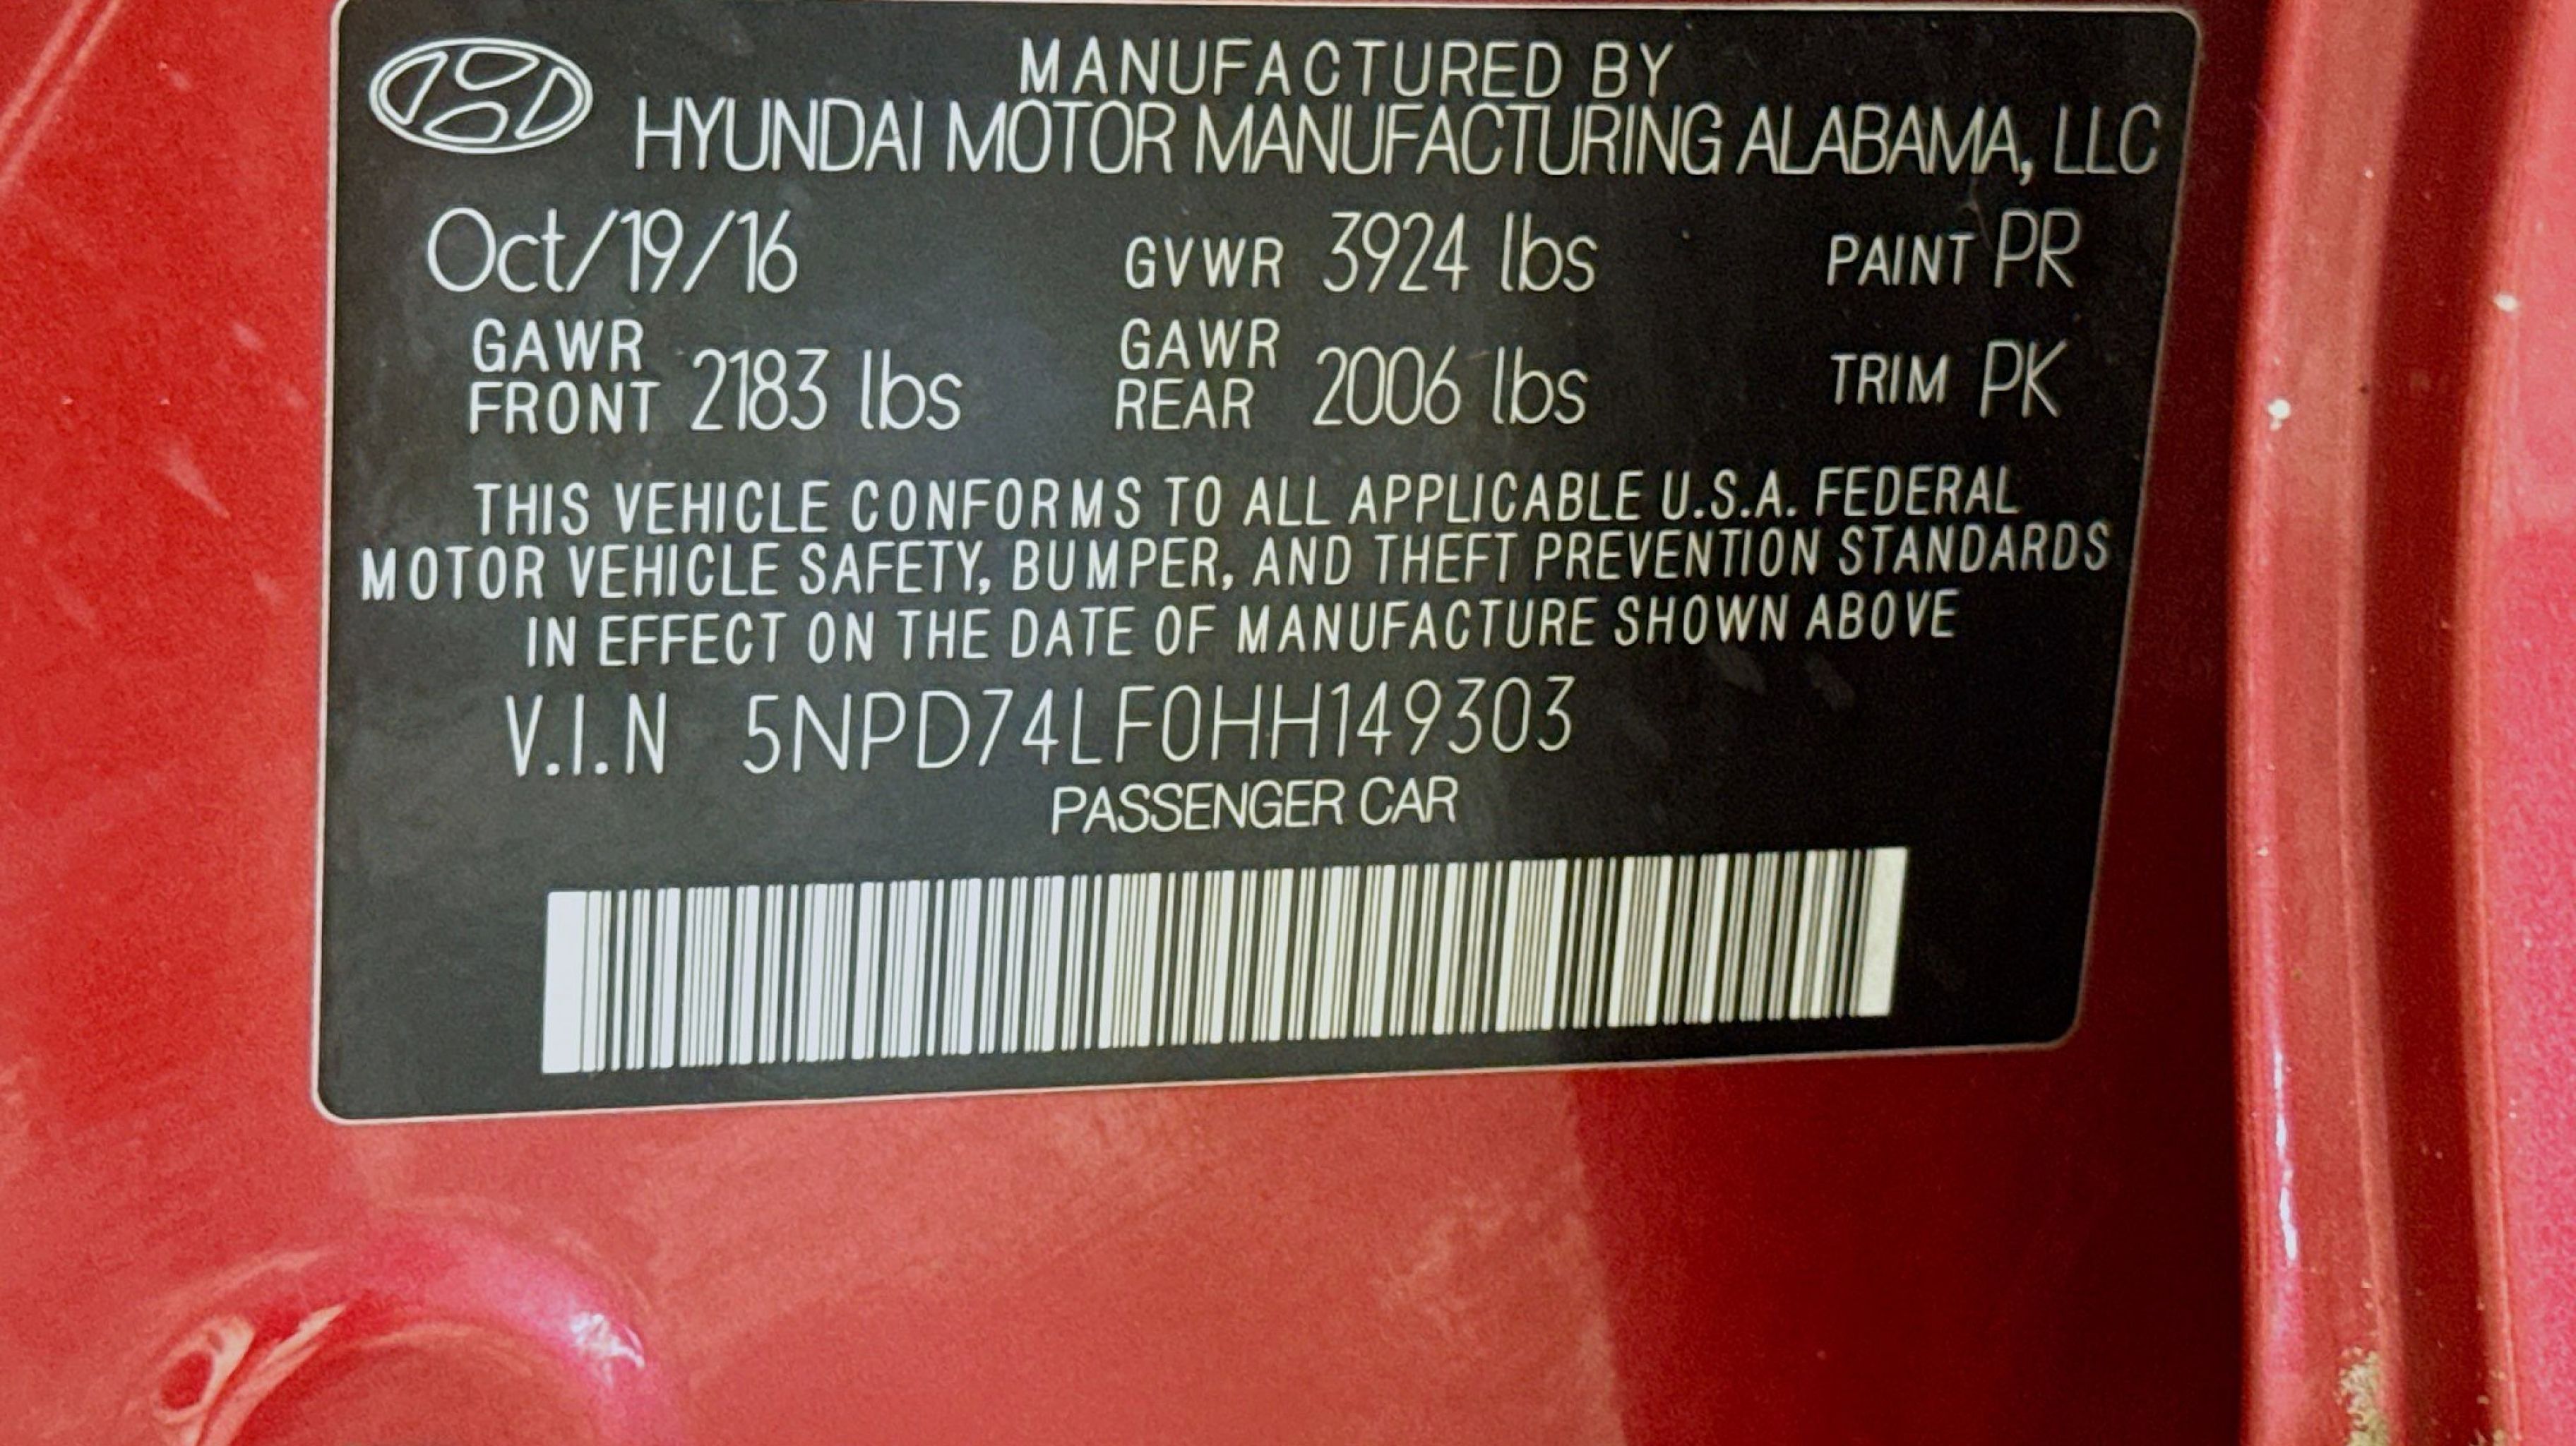 MANUFACTURED BY
HYUNDAI MOTOR MANUFACTURING ALABAMA, LLC
Oct/19/16 GVWR 3924 lbs PAINT PR
GAWR FRONT 2183 lbs GAWR REAR 2006 lbs TRIM PK
THIS VEHICLE CONFORMS TO ALL APPLICABLE U.S.A. FEDERAL
MOTOR VEHICLE SAFETY, BUMPER, AND THEFT PREVENTION STANDARDS
IN EFFECT ON THE DATE OF MANUFACTURE SHOWN ABOVE
V.I.N 5NPD74LF0HH149303
PASSENGER CAR